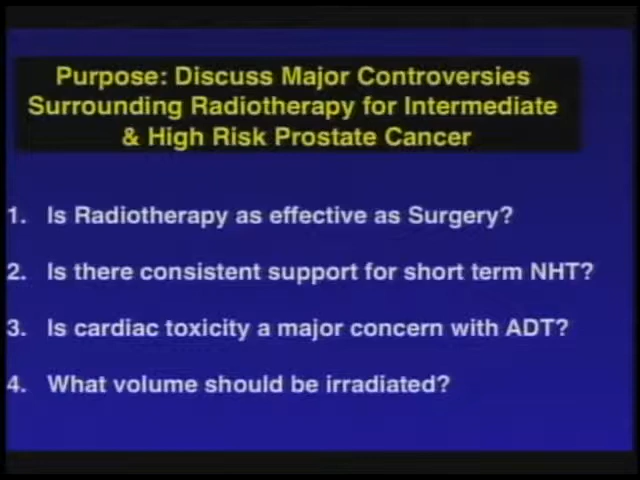 Purpose: Discuss Major Controversies
Surrounding Radiotherapy for Intermediate
& High Risk Prostate Cancer
1. Is Radiotherapy as effective as Surgery?
2. Is there consistent support for short term NHT?
3. Is cardiac toxicity a major concern with ADT?
4. What volume should be irradiated?